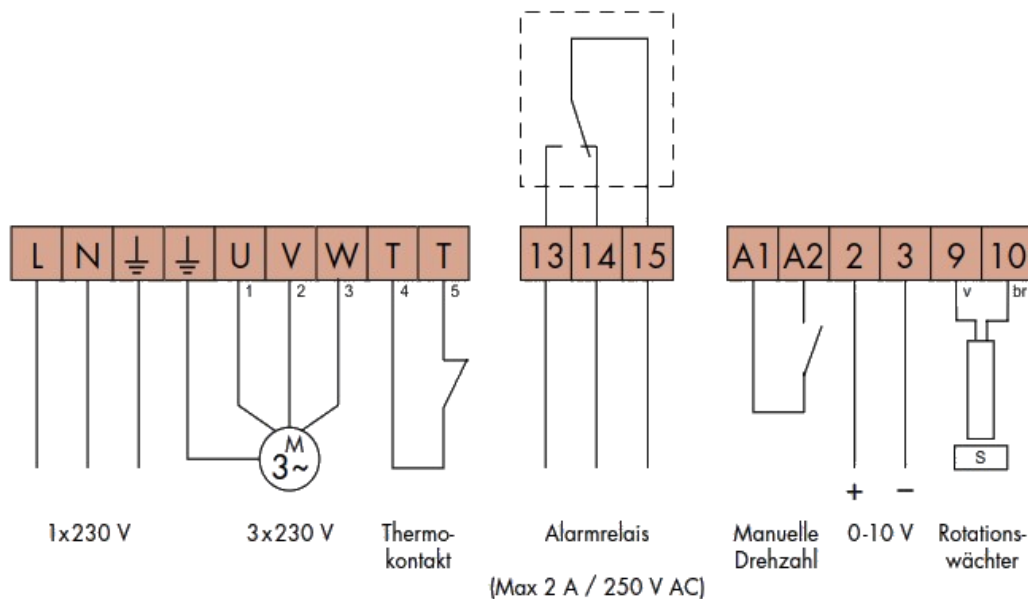 L N U V W T T
13 14 15
A1 A2 2 3 9 10
1 2 3 4 5
v br
M
3~
S
+ −
1x230 V
3x230 V
Thermo-
kontakt
Alarmrelais
(Max 2 A / 250 V AC)
Manuelle
Drehzahl
0-10 V
Rotations-
wächter